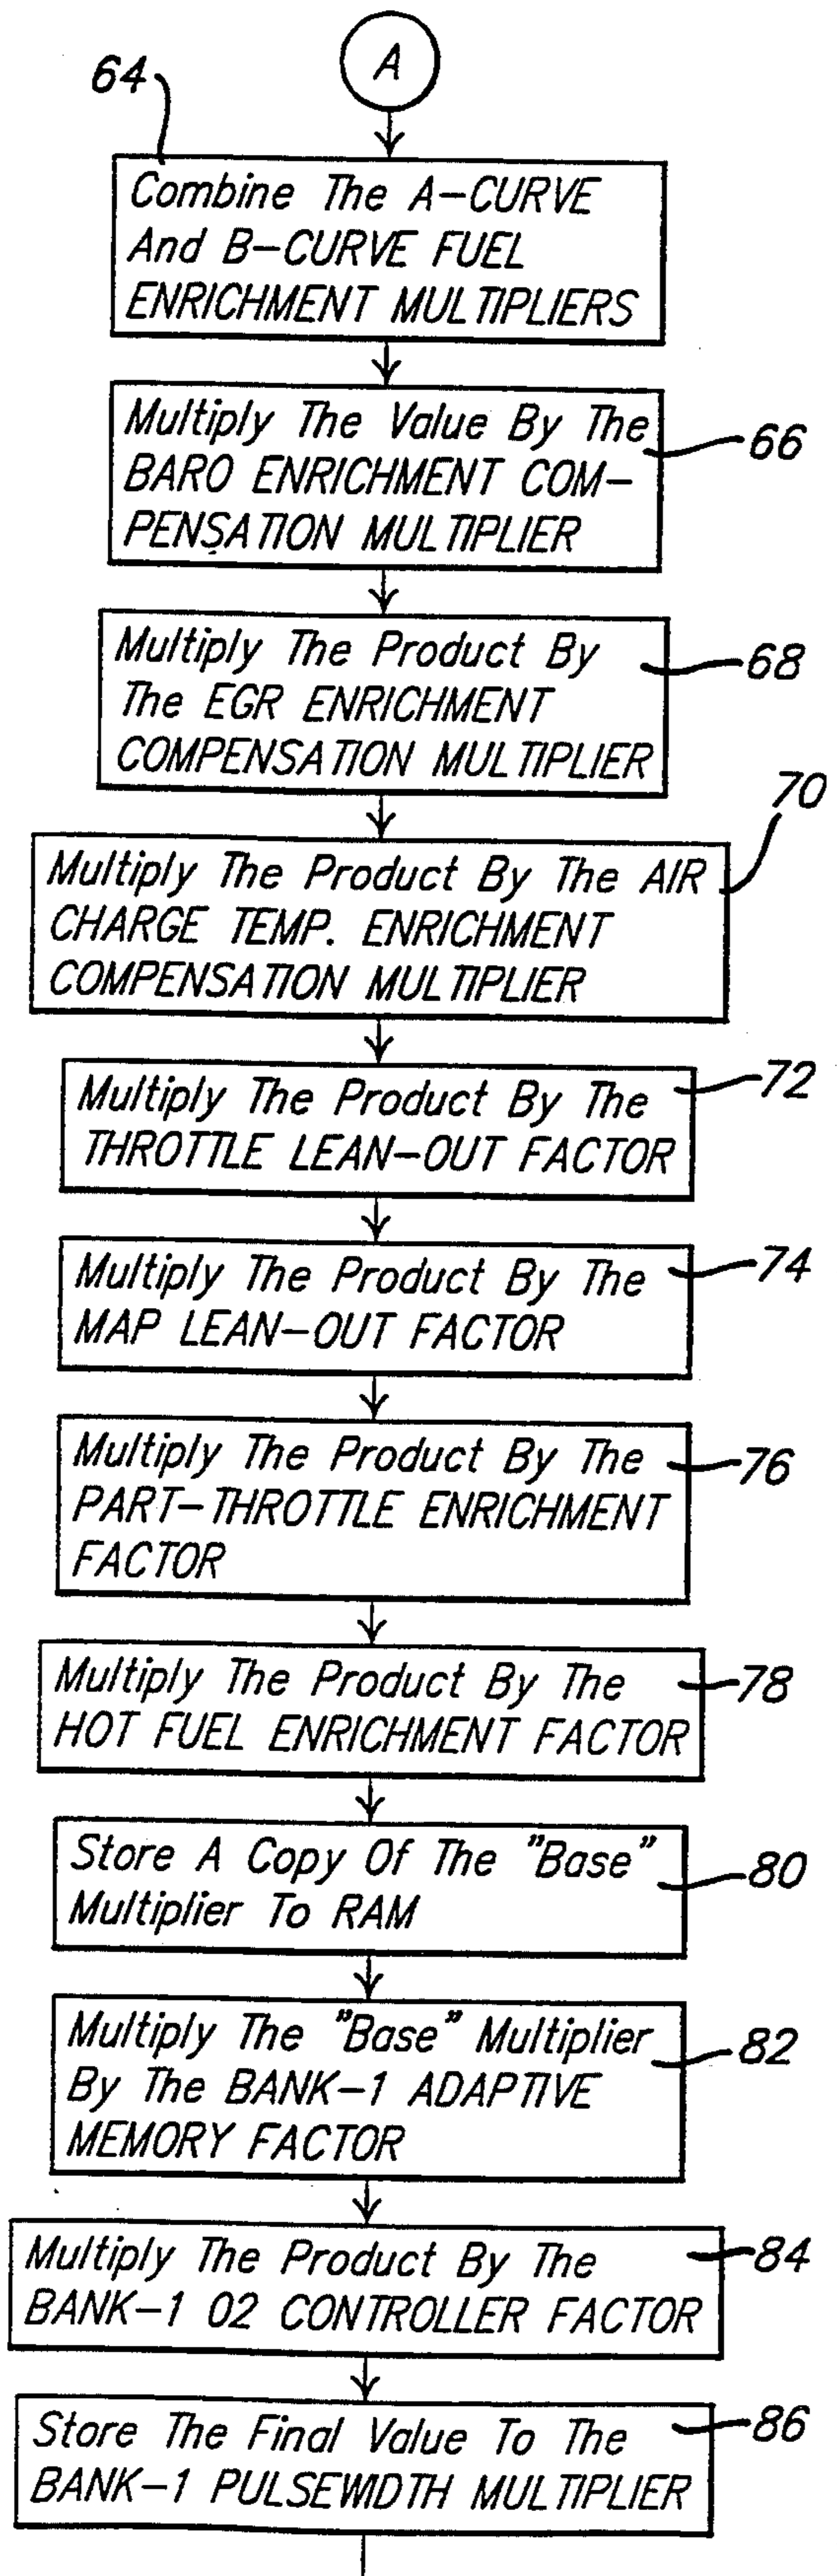 A
64
Combine The A-CURVE
And B-CURVE FUEL
ENRICHMENT MULTIPLIERS
Multiply The Value By The
BARO ENRICHMENT COM-
PENSATION MULTIPLIER
66
Multiply The Product By
The EGR ENRICHMENT
COMPENSATION MULTIPLIER
68
70
Multiply The Product By The AIR
CHARGE TEMP. ENRICHMENT
COMPENSATION MULTIPLIER
Multiply The Product By The
THROTTLE LEAN-OUT FACTOR
72
Multiply The Product By The
MAP LEAN-OUT FACTOR
74
Multiply The Product By The
PART-THROTTLE ENRICHMENT
FACTOR
76
Multiply The Product By The
HOT FUEL ENRICHMENT FACTOR
78
Store A Copy Of The "Base"
Multiplier To RAM
80
Multiply The "Base" Multiplier
By The BANK-1 ADAPTIVE
MEMORY FACTOR
82
Multiply The Product By The
BANK-1 O2 CONTROLLER FACTOR
84
Store The Final Value To The
BANK-1 PULSEWIDTH MULTIPLIER
86